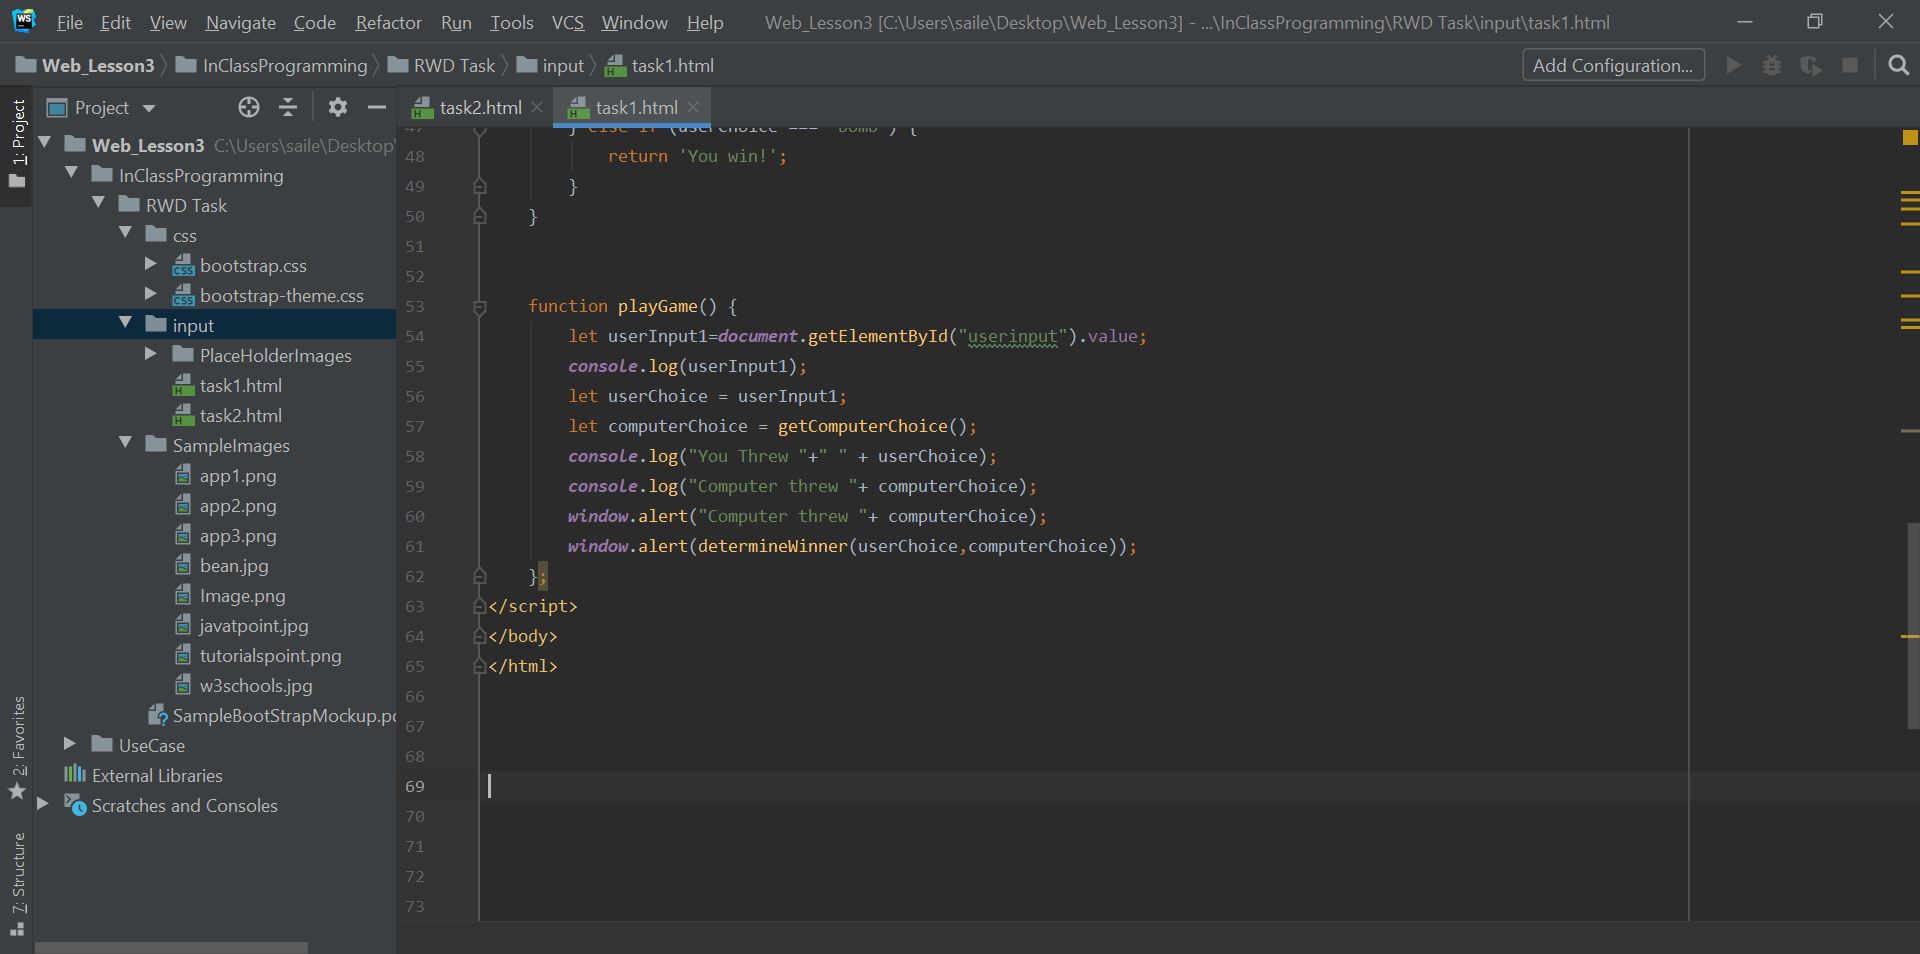 WS File Edit View Navigate Code Refactor Run Tools VCS Window Help Web_Lesson3 [C:\Users\saile\Desktop\Web_Lesson3] - ...\InClassProgramming\RWD Task\input\task1.html
Web_Lesson3 InClassProgramming RWD Task input task1.html Add Configuration...
1: Project
2: Favorites
7: Structure
Project
Web_Lesson3 C:\Users\saile\Desktop
InClassProgramming
RWD Task
css
bootstrap.css
bootstrap-theme.css
input
PlaceHolderImages
task1.html
task2.html
SampleImages
app1.png
app2.png
app3.png
bean.jpg
Image.png
javatpoint.jpg
tutorialspoint.png
w3schools.jpg
SampleBootStrapMockup.pd
UseCase
External Libraries
Scratches and Consoles
task2.html task1.html
47 } else if (userChoice === 'bomb') {
48 return 'You win!';
49 }
50 }
51
52
53 function playGame() {
54 let userInput1=document.getElementById("userinput").value;
55 console.log(userInput1);
56 let userChoice = userInput1;
57 let computerChoice = getComputerChoice();
58 console.log("You Threw "+" " + userChoice);
59 console.log("Computer threw "+ computerChoice);
60 window.alert("Computer threw "+ computerChoice);
61 window.alert(determineWinner(userChoice,computerChoice));
62 };
63 </script>
64 </body>
65 </html>
66
67
68
69
70
71
72
73